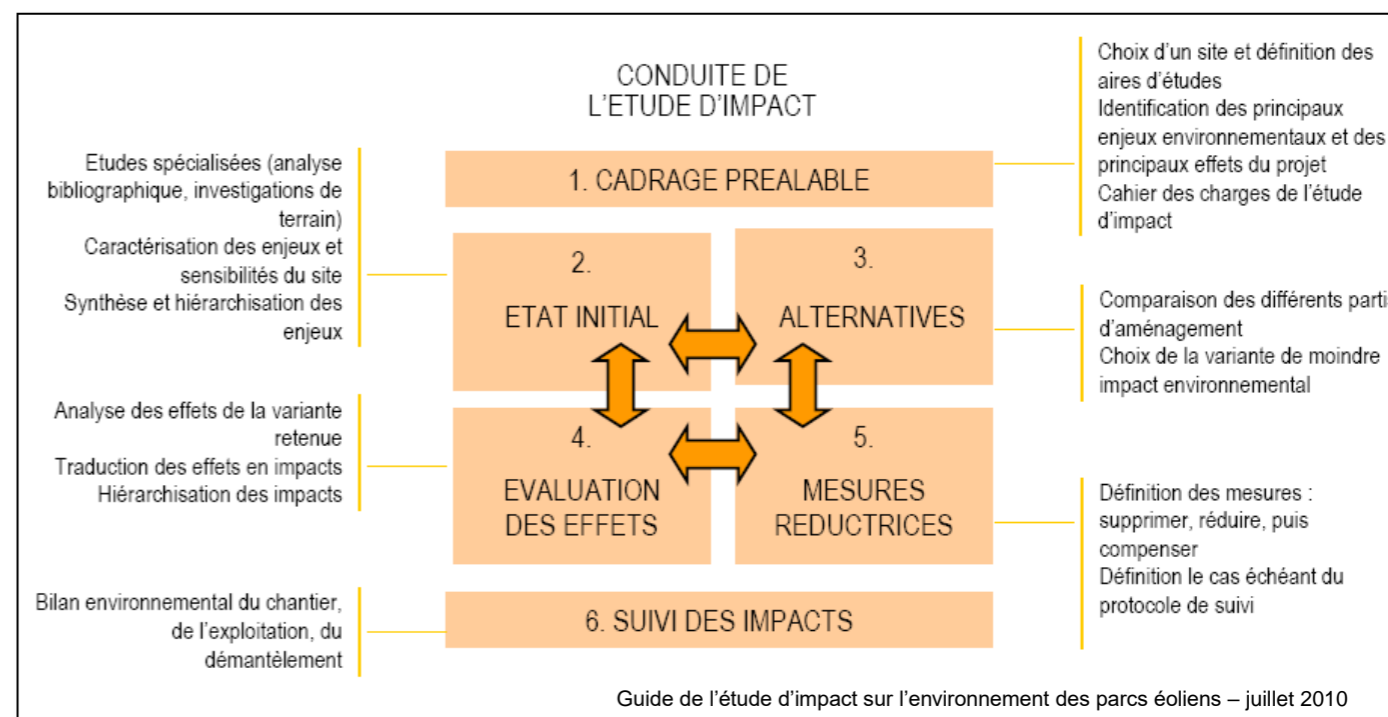 CONDUITE DE
L'ETUDE D'IMPACT
1. CADRAGE PREALABLE
Choix d'un site et définition des
aires d'études
Identification des principaux
enjeux environnementaux et des
principaux effets du projet
Cahier des charges de l'étude
d'impact
Etudes spécialisées (analyse
bibliographique, investigations de
terrain)
Caractérisation des enjeux et
sensibilités du site
Synthèse et hiérarchisation des
enjeux
2.
ETAT INITIAL
3.
ALTERNATIVES
Comparaison des différents partis
d'aménagement
Choix de la variante de moindre
impact environnemental
Analyse des effets de la variante
retenue
Traduction des effets en impacts
Hiérarchisation des impacts
4.
EVALUATION
DES EFFETS
5.
MESURES
REDUCTRICES
Définition des mesures :
supprimer, réduire, puis
compenser
Définition le cas échéant du
protocole de suivi
Bilan environnemental du chantier,
de l'exploitation, du
démantèlement
6. SUIVI DES IMPACTS
Guide de l'étude d'impact sur l'environnement des parcs éoliens – juillet 2010